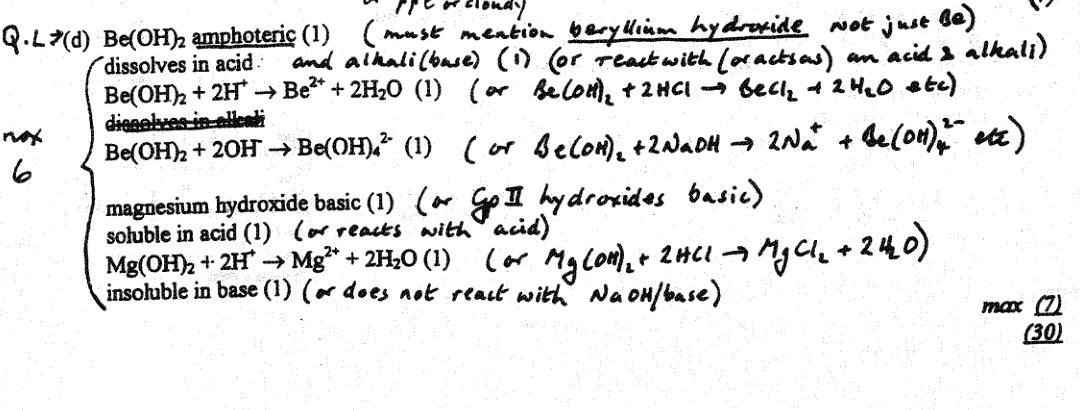 ppt or cloudy
Q.L→(d) Be(OH)₂ amphoteric (1) (must mention beryllium hydroxide not just Be)
dissolves in acid and alkali (base) (1) (or react with (or acts as) an acid & alkali)
Be(OH)₂ + 2H⁺ → Be²⁺ + 2H₂O (1) (or Be(OH)₂ + 2HCl → BeCl₂ + 2H₂O etc)
dissolves in alkali
Be(OH)₂ + 2OH⁻ → Be(OH)₄²⁻ (1) (or Be(OH)₂ + 2NaOH → 2Na⁺ + Be(OH)₄²⁻ etc)
max
6
magnesium hydroxide basic (1) (or Gp II hydroxides basic)
soluble in acid (1) (or reacts with acid)
Mg(OH)₂ + 2H⁺ → Mg²⁺ + 2H₂O (1) (or Mg(OH)₂ + 2HCl → MgCl₂ + 2H₂O)
insoluble in base (1) (or does not react with NaOH/base)
max (7)
(30)